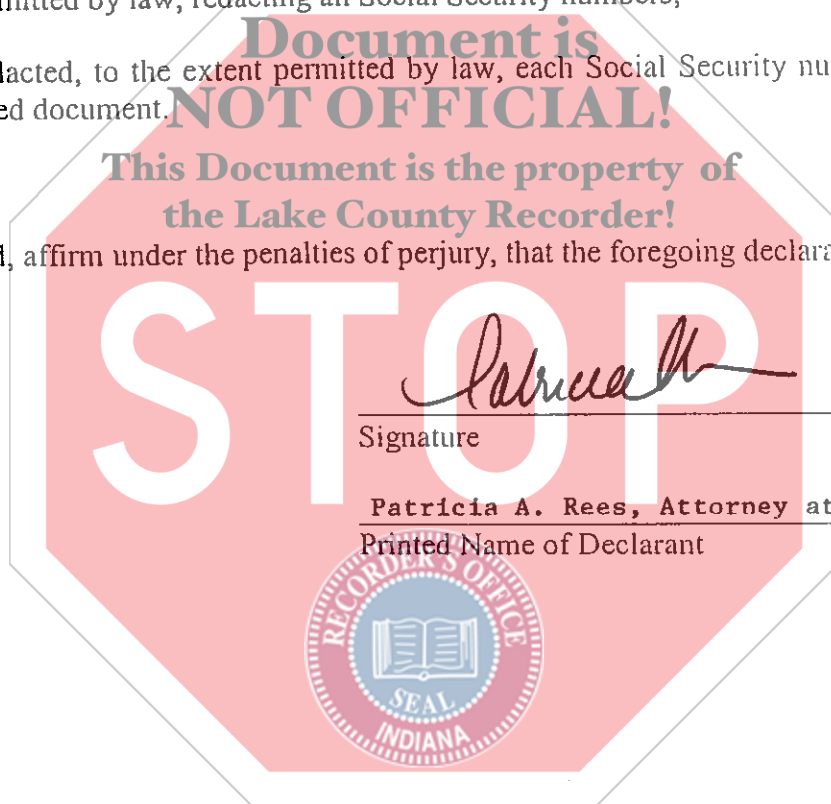 mitted by law, redacting all Social Security numbers;
Document is
lacted, to the extent permitted by law, each Social Security nu
ed document.
NOT OFFICIAL!
This Document is the property of
the Lake County Recorder!
, affirm under the penalties of perjury, that the foregoing declara
STOP
Patricia
Signature
Patricia A. Rees, Attorney at
Printed Name of Declarant
RECORDER'S OFFICE
SEAL
INDIANA